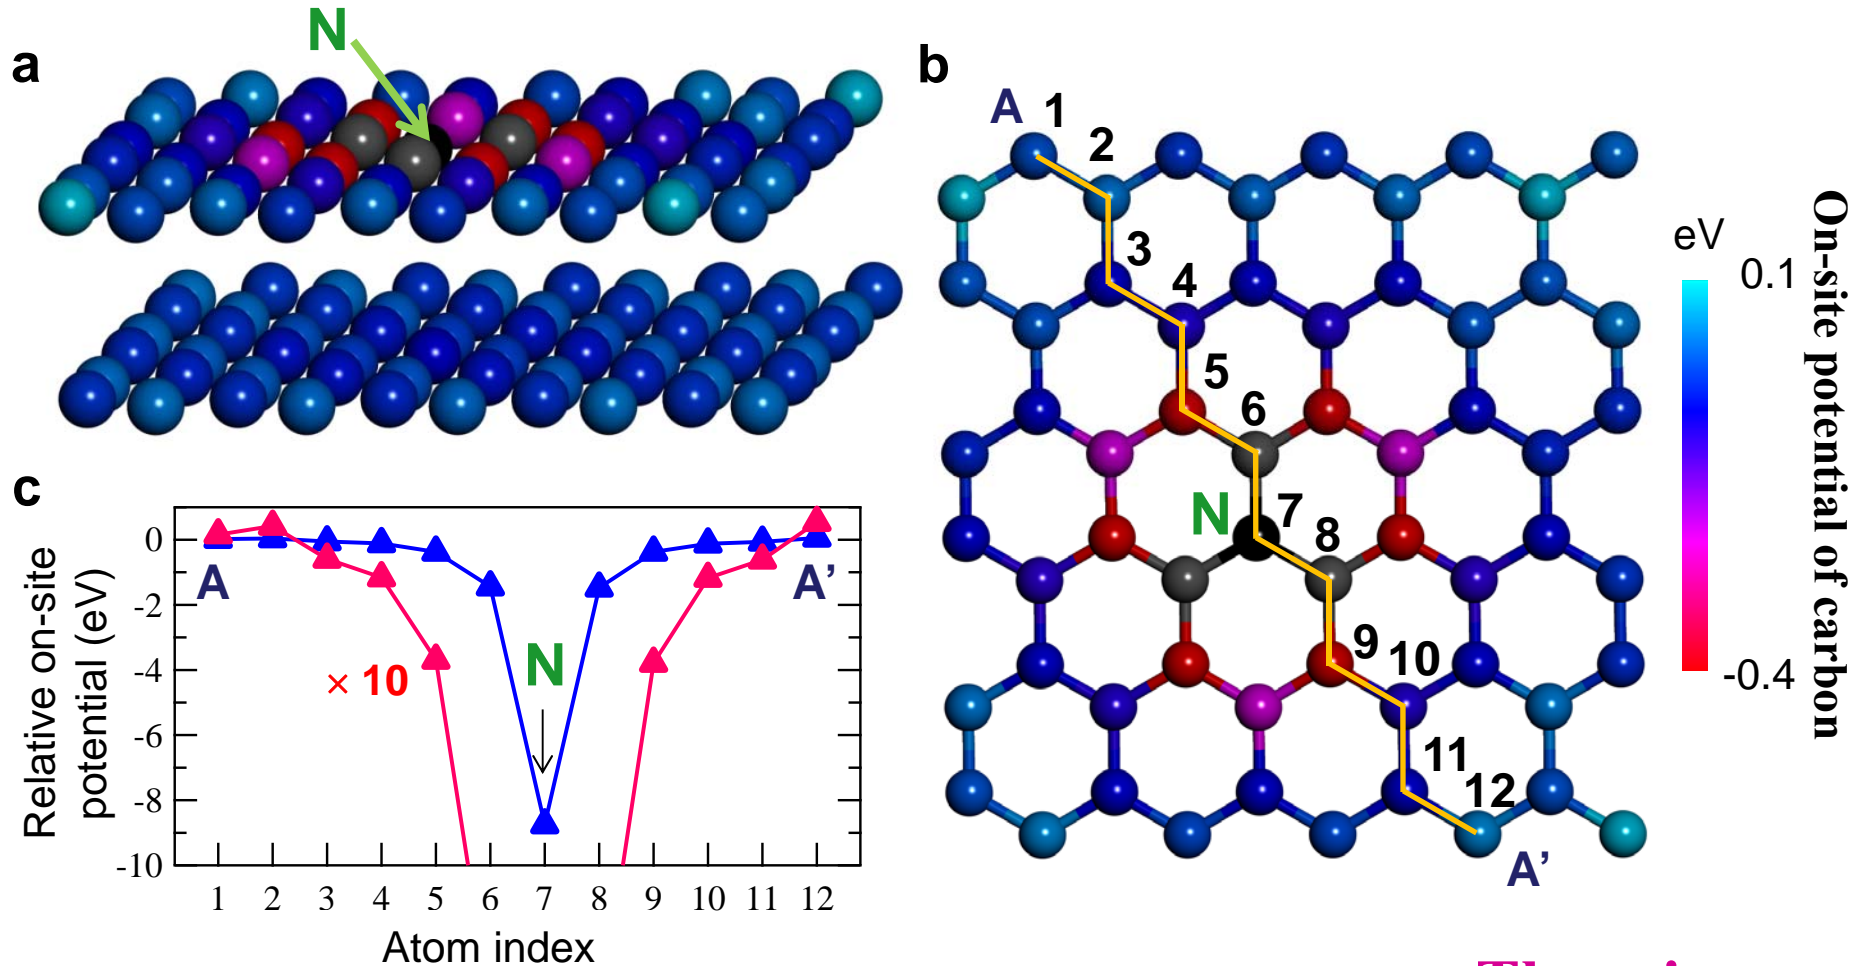 a
N
b
A
1
2
3
4
5
6
N
7
8
9
10
11
12
A’
eV
0.1
-0.4
On-site potential of carbon
c
Relative on-site
potential (eV)
0
-2
-4
-6
-8
-10
A
A’
× 10
N
1 2 3 4 5 6 7 8 9 10 11 12
Atom index